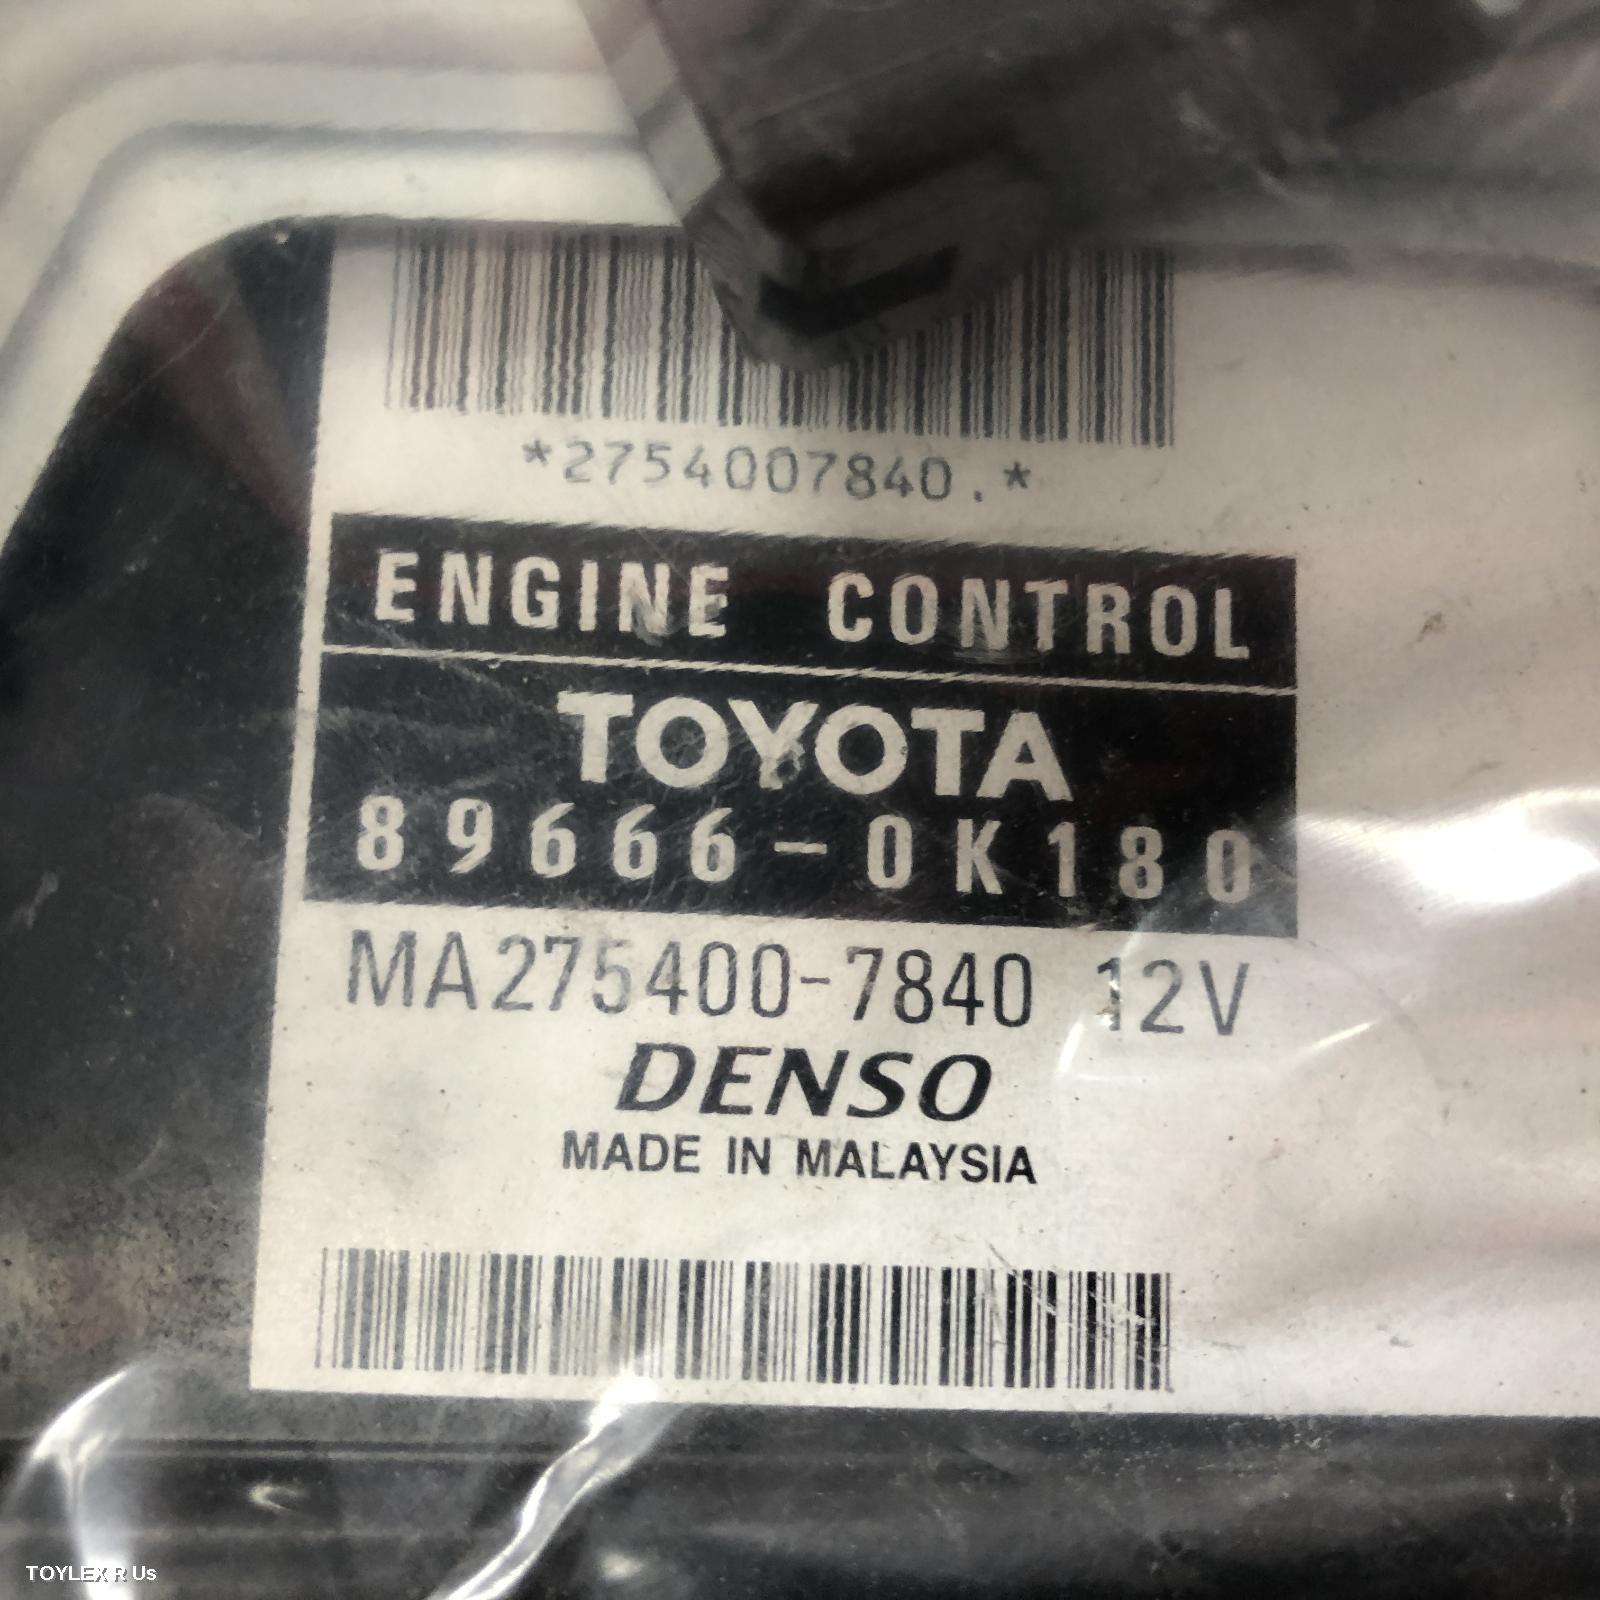 *2754007840.*
ENGINE CONTROL
TOYOTA
89666-0K180
MA275400-7840 12V
DENSO
MADE IN MALAYSIA
TOYLEX R Us